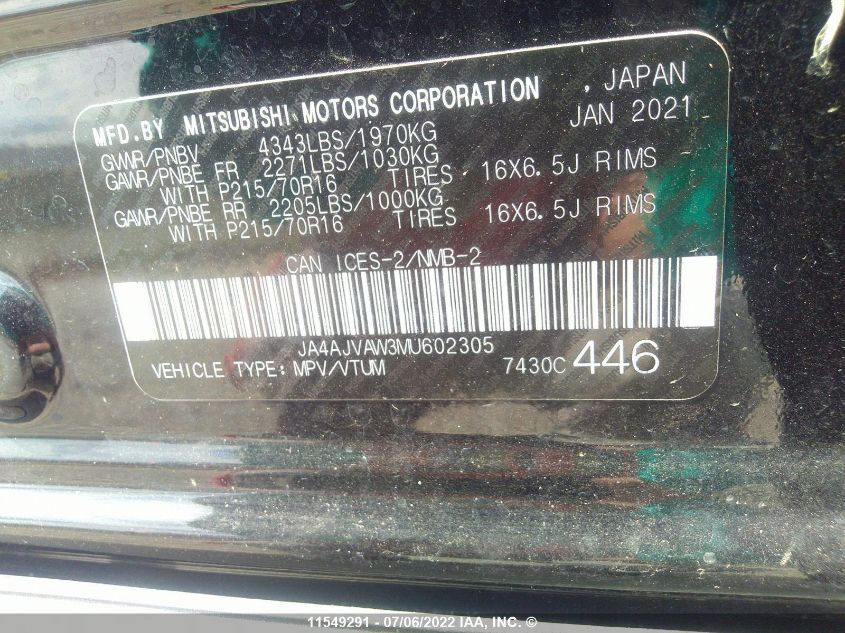 MFD.BY MITSUBISHI MOTORS CORPORATION , JAPAN
GVWR/PNBV 4343LBS/1970KG JAN 2021
GAWR/PNBE FR 2271LBS/1030KG
WITH P215/70R16 TIRES 16X6.5J RIMS
GAWR/PNBE RR 2205LBS/1000KG
WITH P215/70R16 TIRES 16X6.5J RIMS
CAN ICES-2/NMB-2
JA4AJVAW3MU602305
VEHICLE TYPE: MPV/VTUM 7430C 446
11549291 - 07/06/2022 IAA, INC. ©